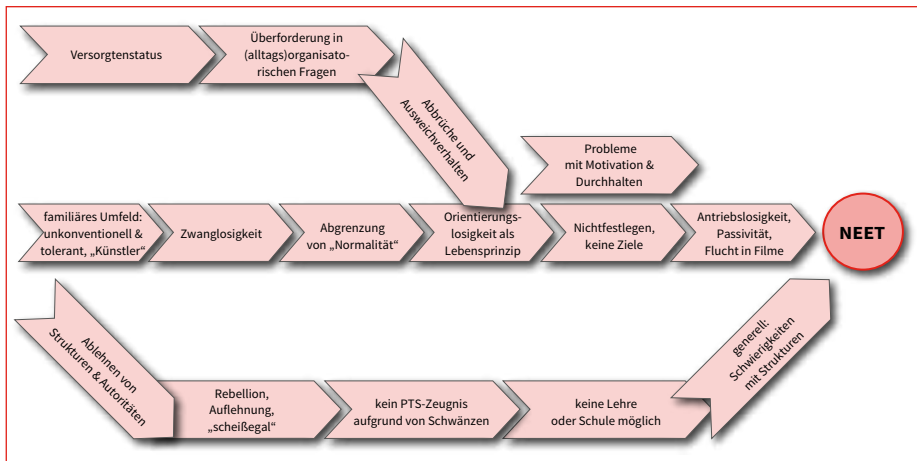 Versorgtenstatus
Überforderung in
(alltags)organisato-
rischen Fragen
Abbrüche und
Ausweichverhalten
Probleme
mit Motivation &
Durchhalten
familiäres Umfeld:
unkonventionell &
tolerant, „Künstler“
Zwanglosigkeit
Abgrenzung
von „Normalität“
Orientierungs-
losigkeit als
Lebensprinzip
Nichtfestlegen,
keine Ziele
Antriebslosigkeit,
Passivität,
Flucht in Filme
NEET
Ablehnen von
Strukturen & Autoritäten
Rebellion,
Auflehnung,
„scheißegal“
kein PTS-Zeugnis
aufgrund von Schwänzen
keine Lehre
oder Schule möglich
generell:
Schwierigkeiten
mit Strukturen